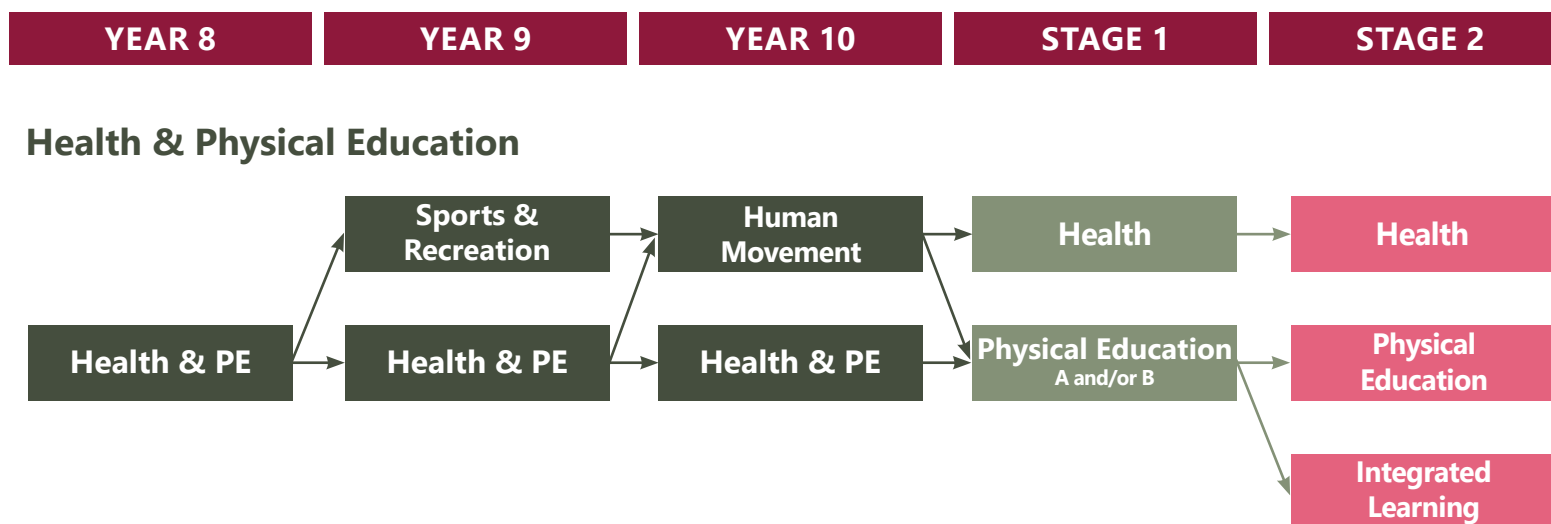 YEAR 8
YEAR 9
YEAR 10
STAGE 1
STAGE 2
Health & Physical Education
Sports &
Recreation
Human
Movement
Health
Health
Health & PE
Health & PE
Health & PE
Physical Education
A and/or B
Physical
Education
Integrated
Learning